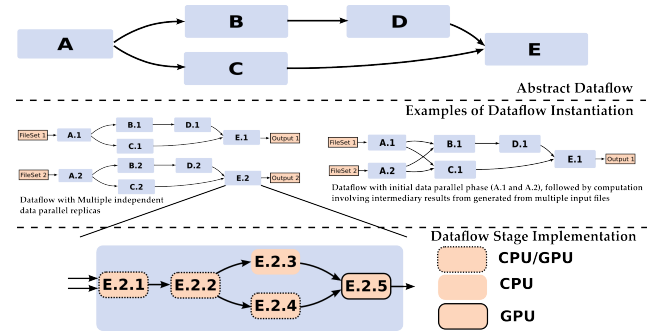 B
D
A
E
C
Abstract Dataflow
Examples of Dataflow Instantiation
FileSet 1
A.1
B.1
D.1
C.1
E.1
Output 1
FileSet 2
A.2
B.2
D.2
C.2
E.2
Output 2
Dataflow with Multiple independent
data parallel replicas
FileSet 1
A.1
B.1
D.1
FileSet 2
A.2
C.1
E.1
Output 1
Dataflow with initial data parallel phase (A.1 and A.2), followed by computation
involving intermediary results from generated from multiple input files
Dataflow Stage Implementation
E.2.1
E.2.2
E.2.3
E.2.4
E.2.5
CPU/GPU
CPU
GPU